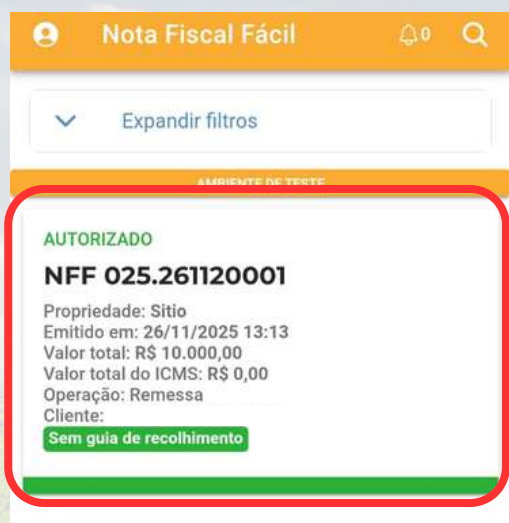 Nota Fiscal Fácil 0
Expandir filtros
AMBIENTE DE TESTE
AUTORIZADO
NFF 025.261120001
Propriedade: Sitio
Emitido em: 26/11/2025 13:13
Valor total: R$ 10.000,00
Valor total do ICMS: R$ 0,00
Operação: Remessa
Cliente:
Sem guia de recolhimento